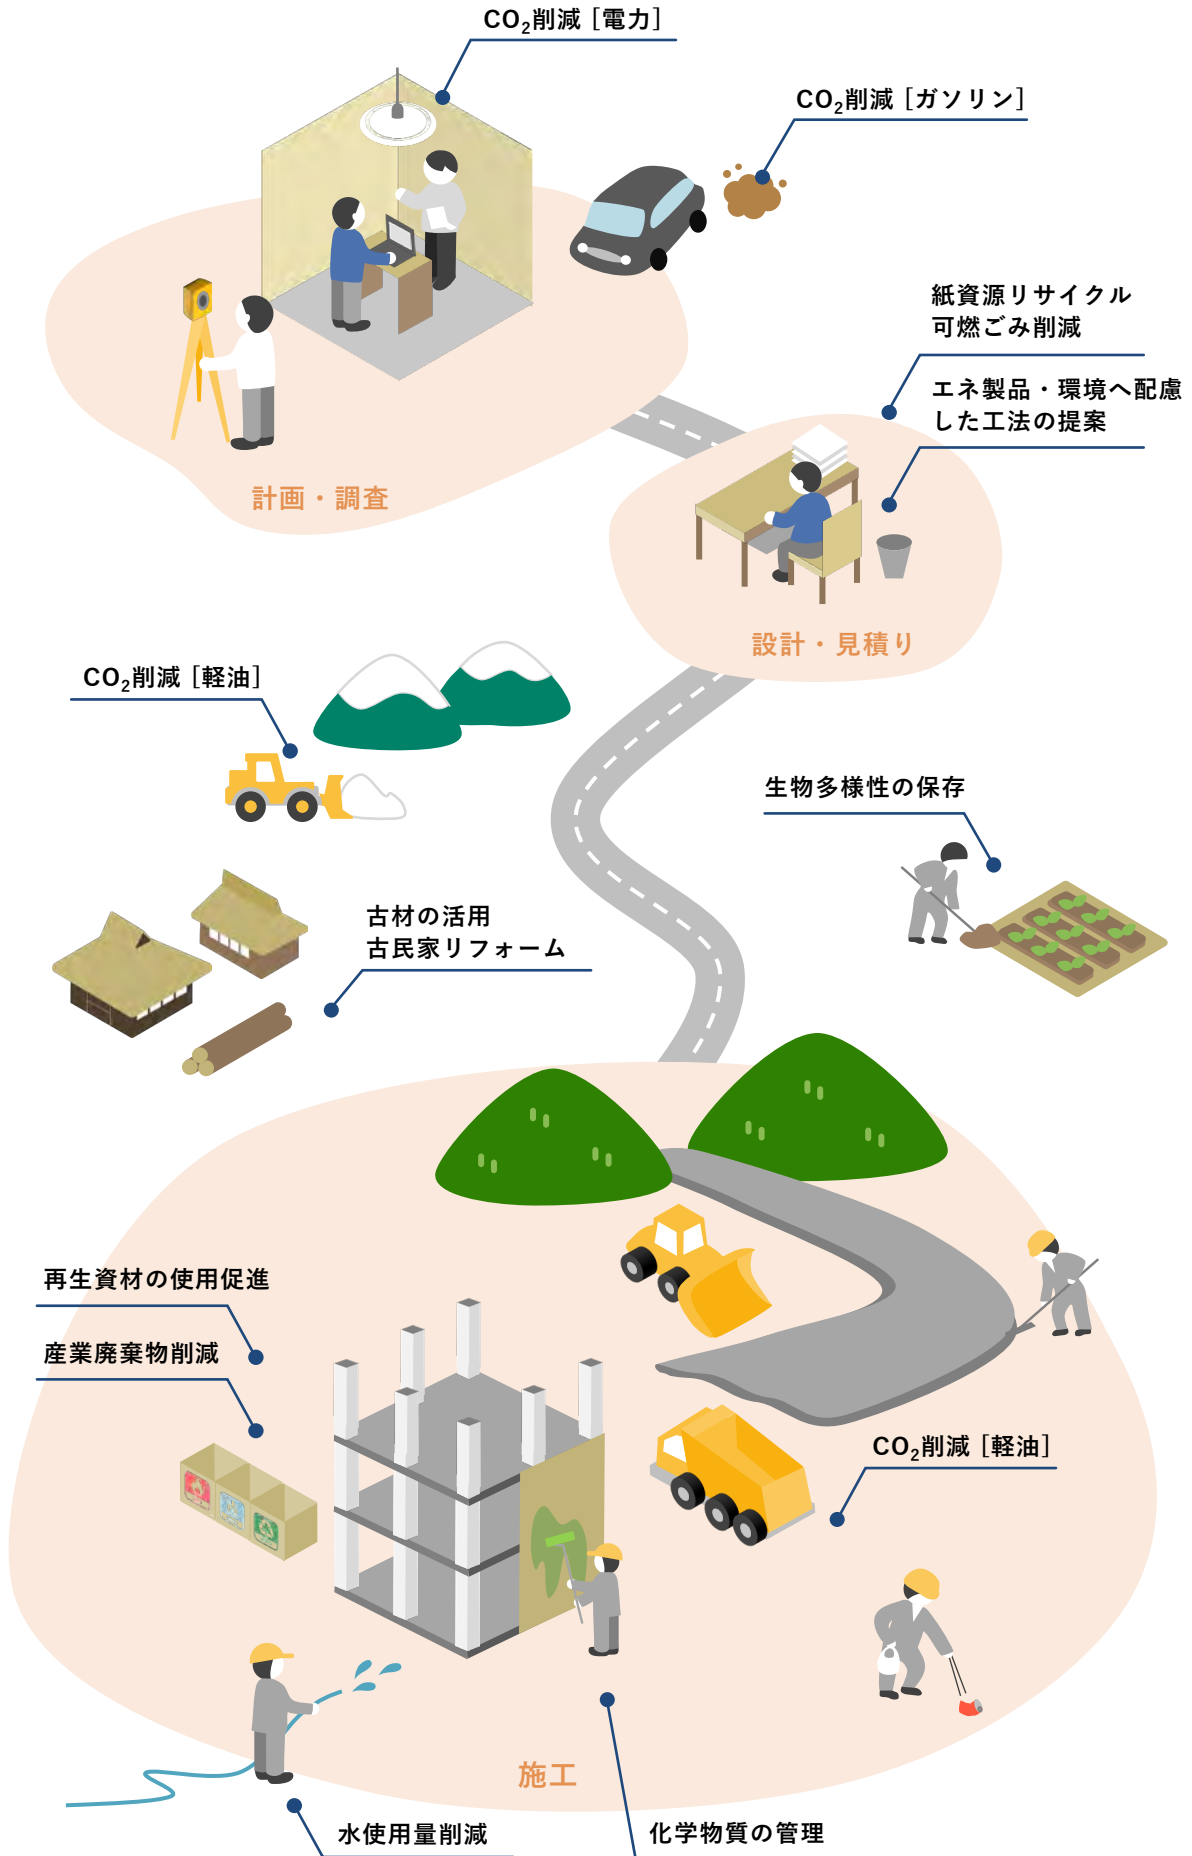 CO₂削減 [電力]
CO₂削減 [ガソリン]
紙資源リサイクル
可燃ごみ削減
エネ製品・環境へ配慮
した工法の提案
計画・調査
設計・見積り
CO₂削減 [軽油]
生物多様性の保存
古材の活用
古民家リフォーム
再生資材の使用促進
産業廃棄物削減
CO₂削減 [軽油]
施工
水使用量削減
化学物質の管理